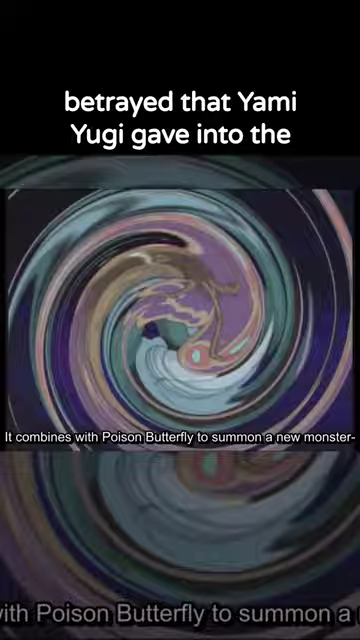 betrayed that Yami
Yugi gave into the
It combines with Poison Butterfly to summon a new monster-
with Poison Butterfly to summon a